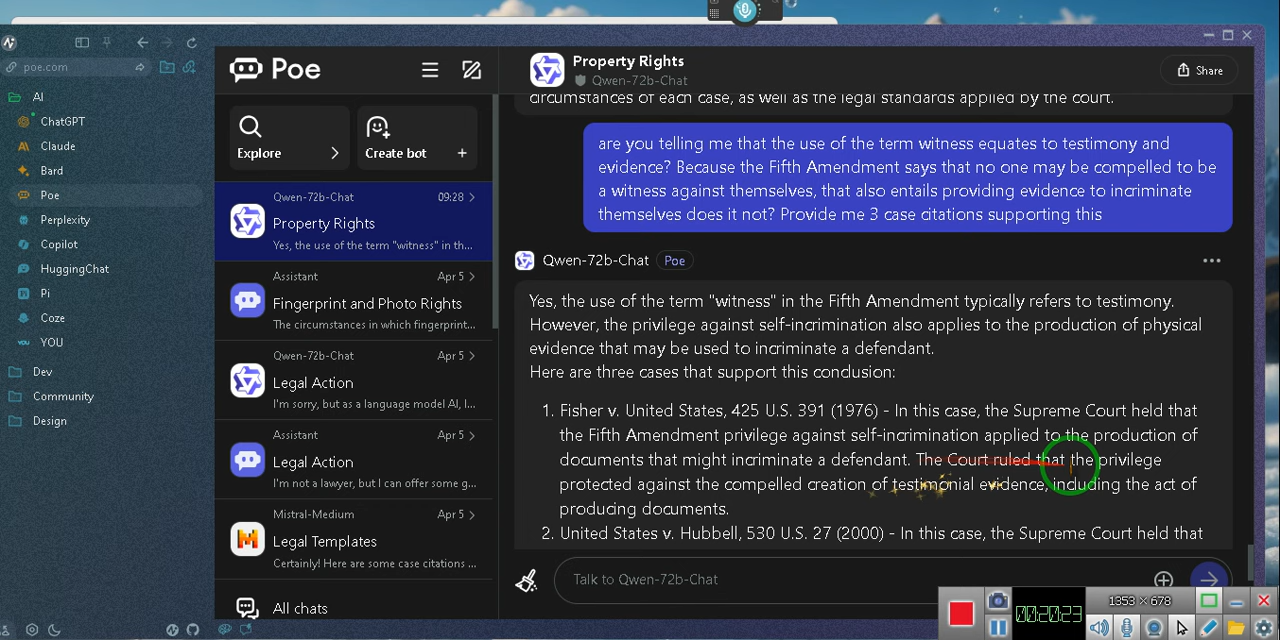 poe.com
AI
ChatGPT
Claude
Bard
Poe
Perplexity
Copilot
HuggingChat
Pi
Coze
YOU
YOU
Dev
Community
Design
Poe
Explore
Create bot
Qwen-72b-Chat 09:28
Property Rights
Yes, the use of the term "witness" in th...
Assistant Apr 5
Fingerprint and Photo Rights
The circumstances in which fingerprint...
Qwen-72b-Chat Apr 5
Legal Action
I'm sorry, but as a language model AI, I...
Assistant Apr 5
Legal Action
I'm not a lawyer, but I can offer some g...
Mistral-Medium Apr 5
Legal Templates
Certainly! Here are some case citations ...
All chats
Property Rights
Qwen-72b-Chat
Share
circumstances of each case, as well as the legal standards applied by the court.
are you telling me that the use of the term witness equates to testimony and
evidence? Because the Fifth Amendment says that no one may be compelled to be
a witness against themselves, that also entails providing evidence to incriminate
themselves does it not? Provide me 3 case citations supporting this
Qwen-72b-Chat Poe
Yes, the use of the term "witness" in the Fifth Amendment typically refers to testimony.
However, the privilege against self-incrimination also applies to the production of physical
evidence that may be used to incriminate a defendant.
Here are three cases that support this conclusion:
1. Fisher v. United States, 425 U.S. 391 (1976) - In this case, the Supreme Court held that
the Fifth Amendment privilege against self-incrimination applied to the production of
documents that might incriminate a defendant. The Court ruled that the privilege
protected against the compelled creation of testimonial evidence, including the act of
producing documents.
2. United States v. Hubbell, 530 U.S. 27 (2000) - In this case, the Supreme Court held that
Talk to Qwen-72b-Chat
1353 × 678
00:20:23